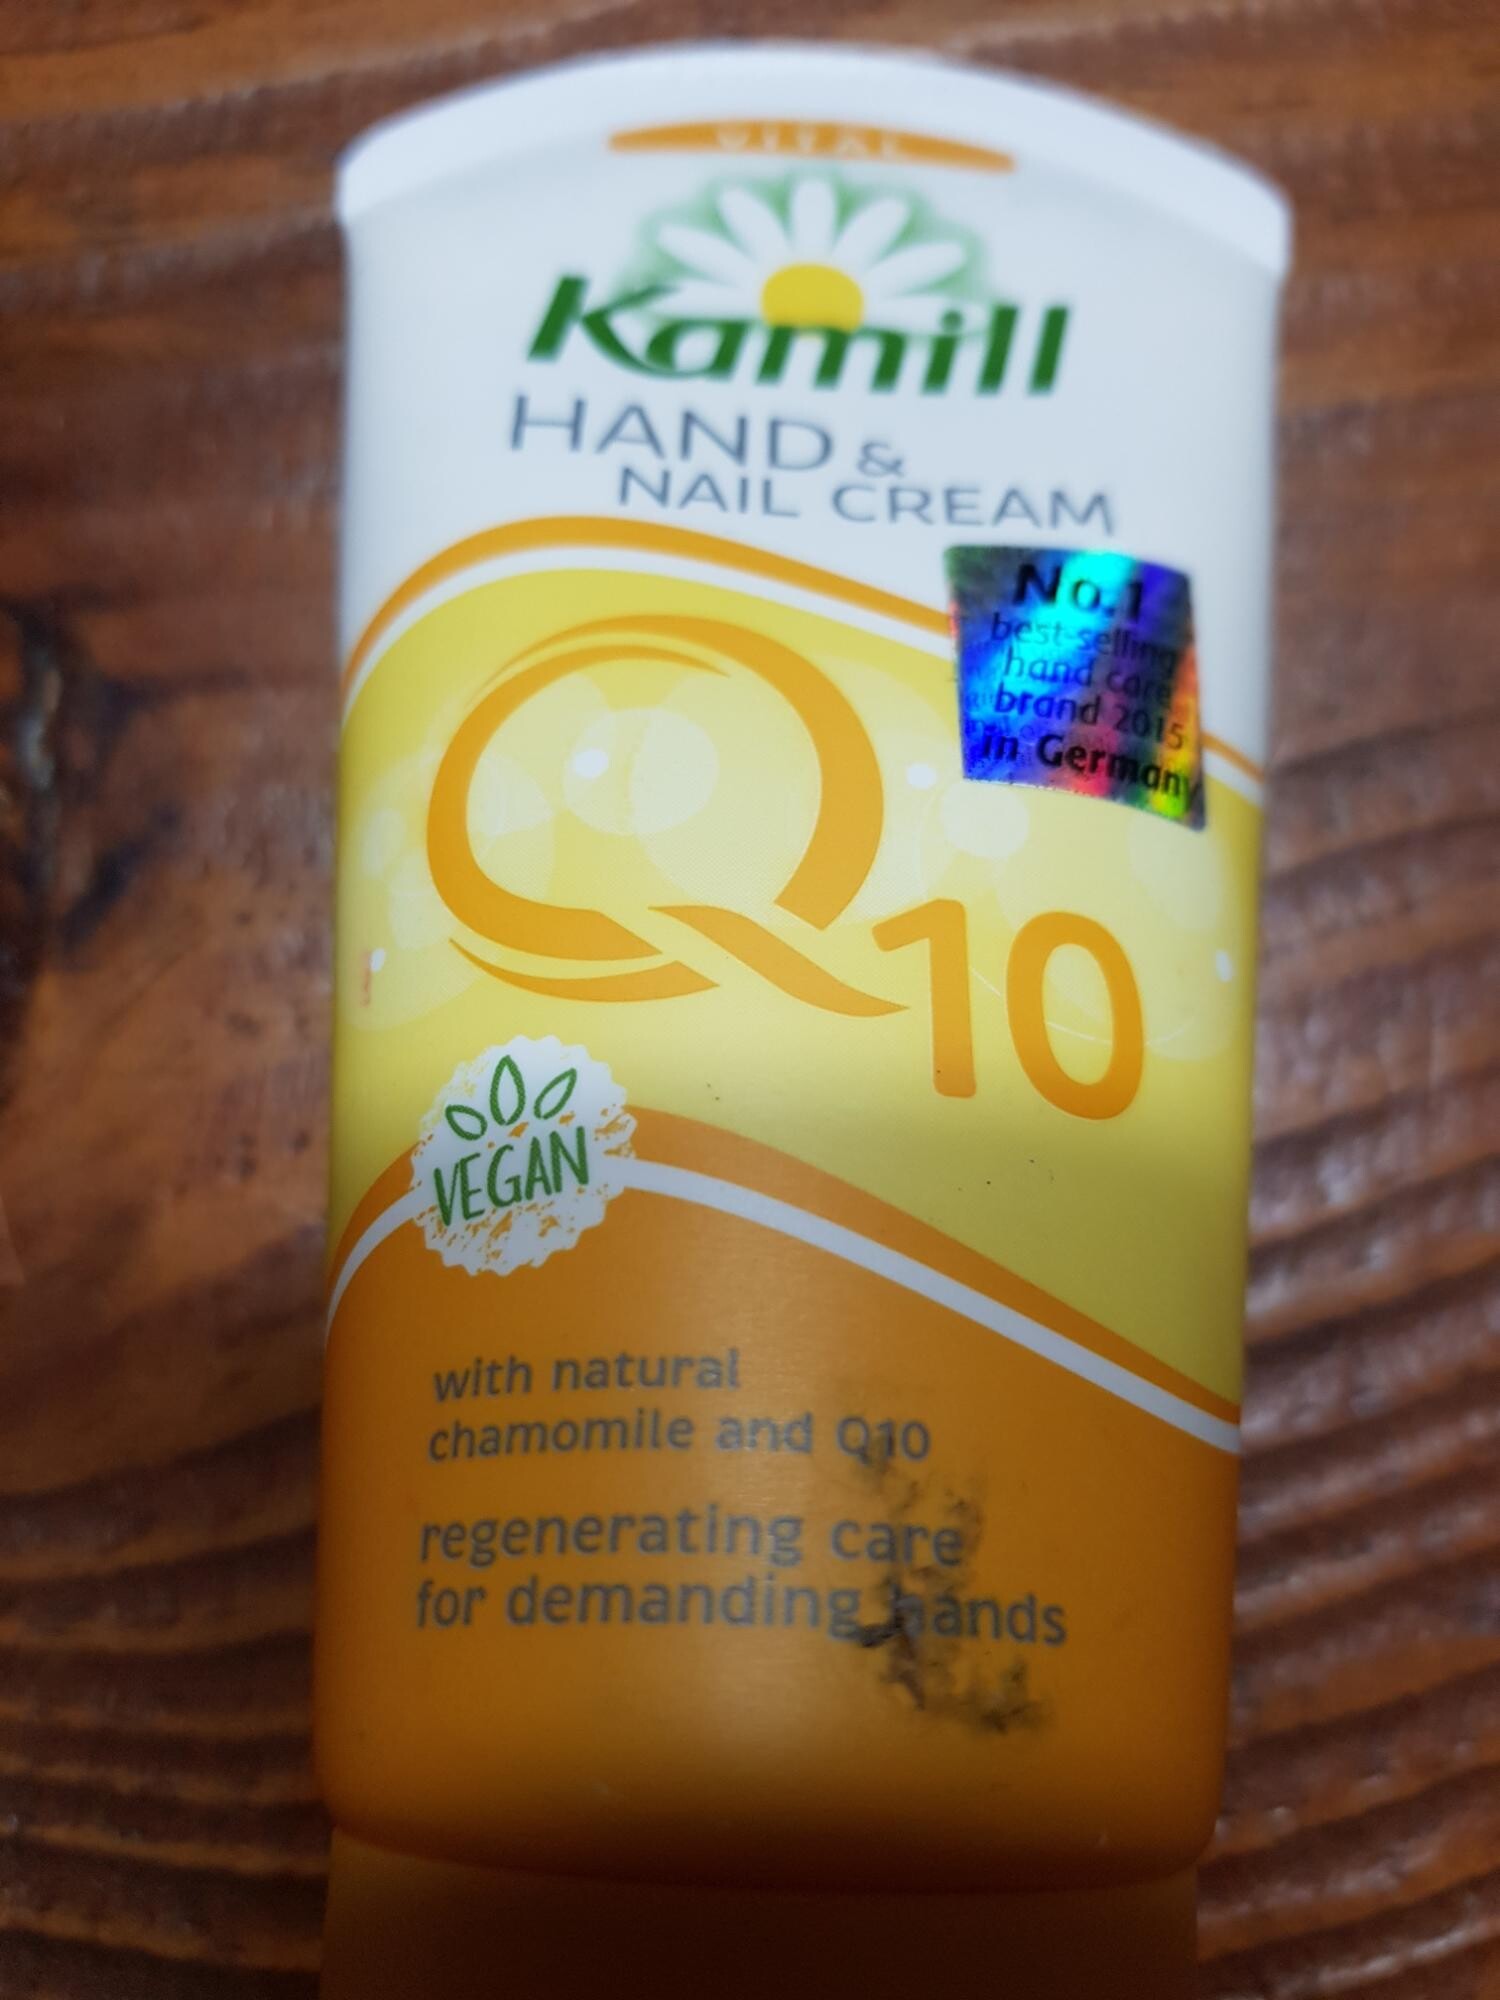 VITAL
Kamill
HAND &
NAIL CREAM
No.1
best-selling
hand care
brand 2015
in Germany
Q10
VEGAN
with natural
chamomile and Q10
regenerating care
for demanding hands